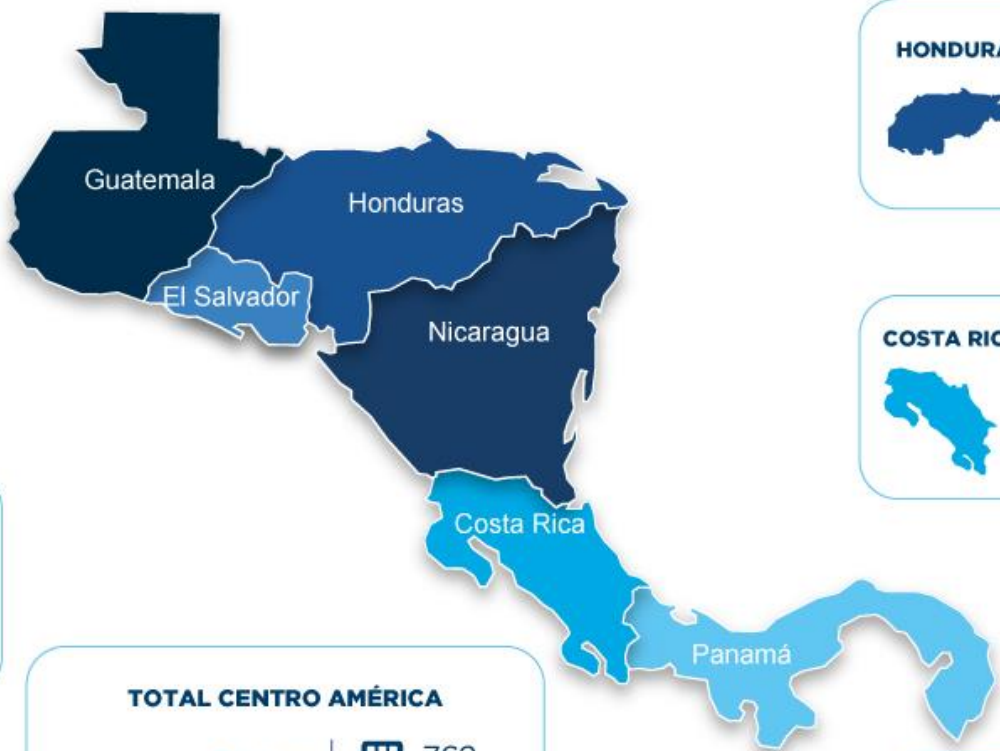 HONDURA
Guatemala
Honduras
El Salvador
Nicaragua
COSTA RIC
Costa Rica
Panamá
TOTAL CENTRO AMÉRICA